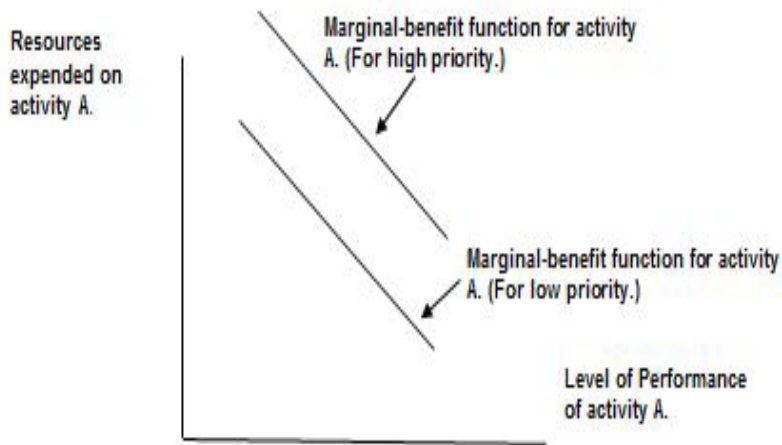 Resources
expended on
activity A.
Marginal-benefit function for activity
A. (For high priority.)
Marginal-benefit function for activity
A. (For low priority.)
Level of Performance
of activity A.